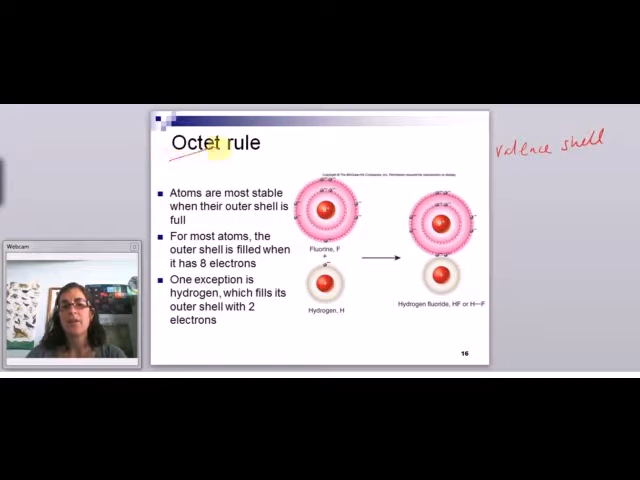 Octet rule
valence shell
Atoms are most stable
when their outer shell is
full
For most atoms, the
outer shell is filled when
it has 8 electrons
One exception is
hydrogen, which fills its
outer shell with 2
electrons
Fluorine, F
+
Hydrogen, H
Hydrogen fluoride, HF or H—F
Webcam
16